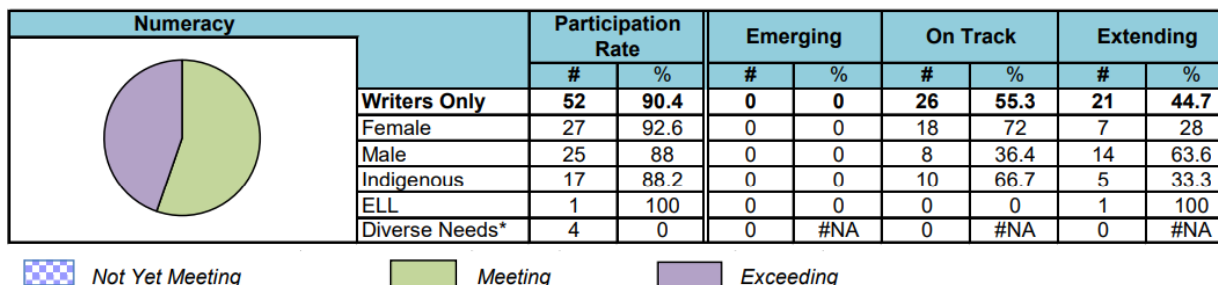 Numeracy Participation Rate Emerging On Track Extending
# % # % # % # %
Writers Only 52 90.4 0 0 26 55.3 21 44.7
Female 27 92.6 0 0 18 72 7 28
Male 25 88 0 0 8 36.4 14 63.6
Indigenous 17 88.2 0 0 10 66.7 5 33.3
ELL 1 100 0 0 0 0 1 100
Diverse Needs* 4 0 0 #NA 0 #NA 0 #NA
Not Yet Meeting Meeting Exceeding